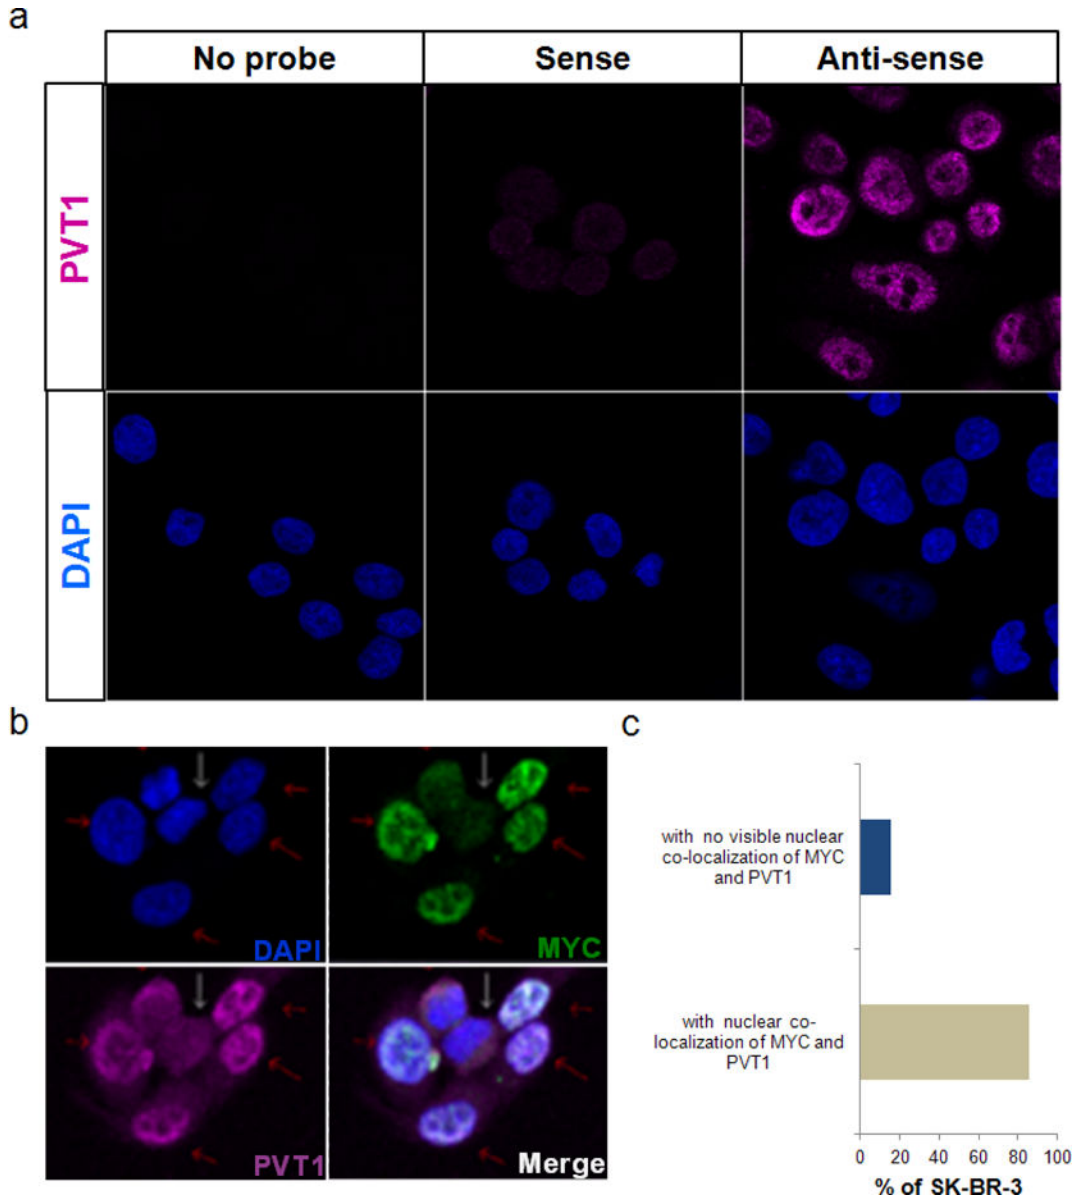 a
No probe
Sense
Anti-sense
PVT1
DAPI
b
DAPI
MYC
PVT1
Merge
c
with no visible nuclear
co-localization of MYC
and PVT1
with nuclear co-
localization of MYC and
PVT1
0 20 40 60 80 100
% of SK-BR-3